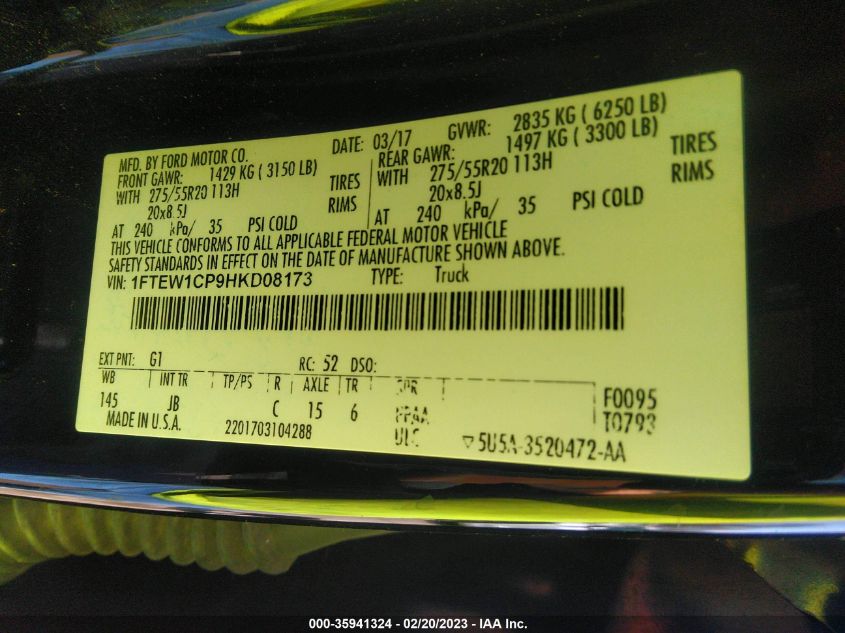 MFD. BY FORD MOTOR CO.
DATE: 03/17 GVWR: 2835 KG ( 6250 LB)
FRONT GAWR: 1429 KG ( 3150 LB) REAR GAWR: 1497 KG ( 3300 LB)
WITH 275/55R20 113H TIRES WITH 275/55R20 113H TIRES
20x8.5J RIMS 20x8.5J RIMS
AT 240 kPa/ 35 PSI COLD AT 240 kPa/ 35 PSI COLD
THIS VEHICLE CONFORMS TO ALL APPLICABLE FEDERAL MOTOR VEHICLE
SAFETY STANDARDS IN EFFECT ON THE DATE OF MANUFACTURE SHOWN ABOVE.
VIN: 1FTEW1CP9HKD08173 TYPE: Truck
EXT PNT: G1 RC: 52 DSO:
WB INT TR TP/PS R AXLE TR SPR F0095
145 JB C 15 6 T0793
MADE IN U.S.A. 2201703104288 5U5A-3520472-AA
000-35941324 — 02/20/2023 — IAA Inc.